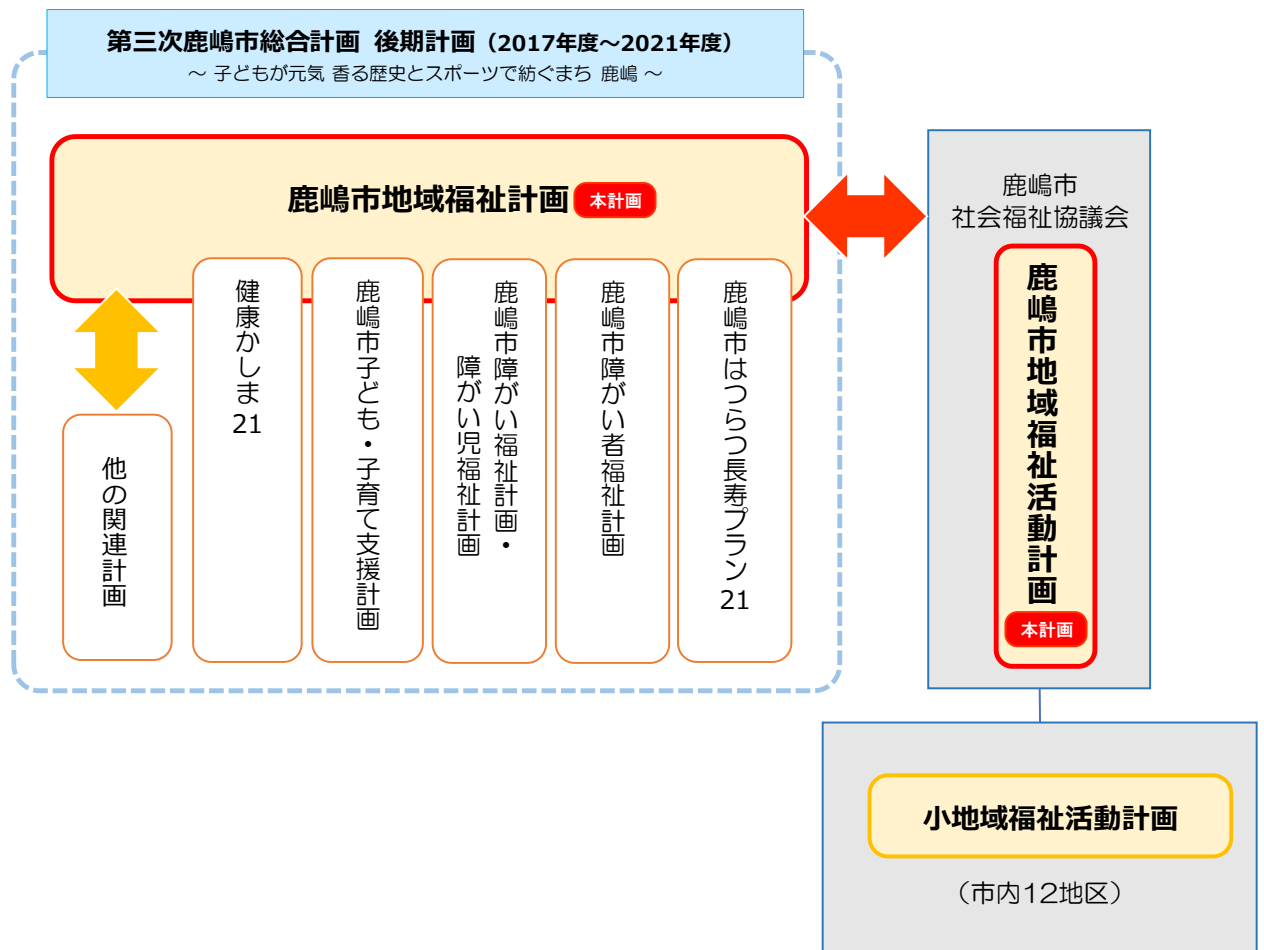 第三次鹿嶋市総合計画 後期計画（2017年度～2021年度）
～ 子どもが元気 香る歴史とスポーツで紡ぐまち 鹿嶋 ～
鹿嶋市地域福祉計画 本計画
他の関連計画
健康かしま21
鹿嶋市子ども・子育て支援計画
鹿嶋市障がい福祉計画・
障がい児福祉計画
鹿嶋市障がい者福祉計画
鹿嶋市はつらつ長寿プラン21
鹿嶋市
社会福祉協議会
鹿嶋市地域福祉活動計画
本計画
小地域福祉活動計画
（市内12地区）